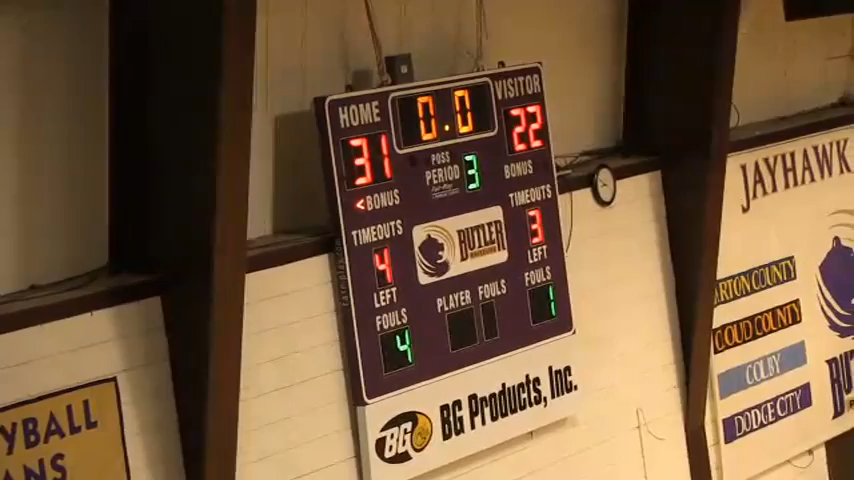 HOME 0.0 VISITOR
31 22
POSS
PERIOD 3
<BONUS BONUS
TIMEOUTS TIMEOUTS
4 BUTLER 3
LEFT LEFT
FOULS PLAYER FOULS FOULS
4 1
BG BG Products, Inc.
YBALL
ANS
JAYHAWK
COUNTY
CLOUD COUNTY
COLBY
DODGE CITY